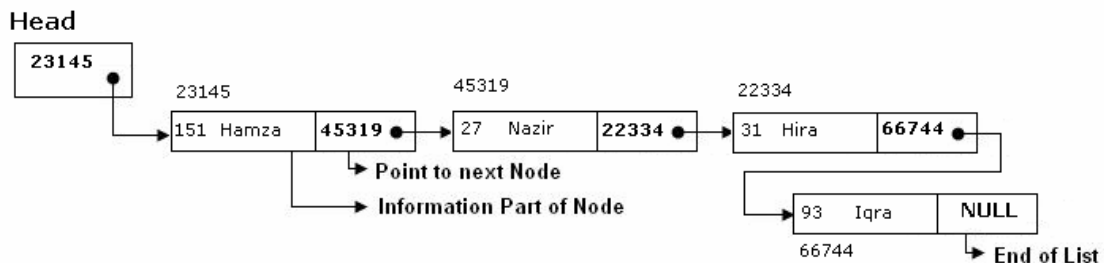 Head
23145
23145
45319
22334
151 Hamza 45319
27 Nazir 22334
31 Hira 66744
Point to next Node
Information Part of Node
93 Iqra NULL
66744
End of List